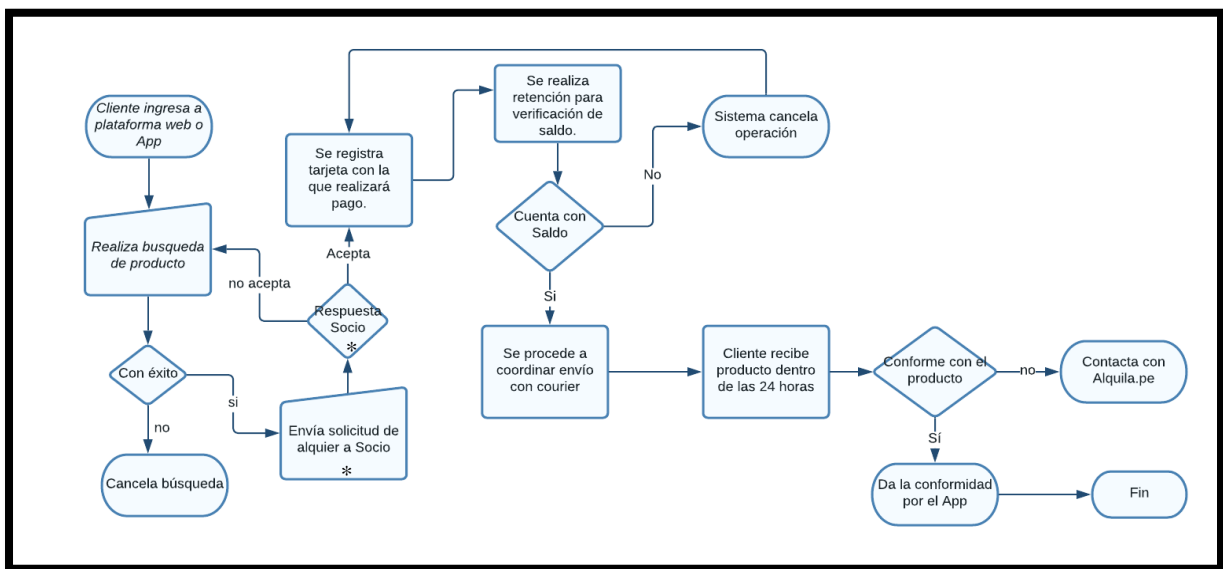 Cliente ingresa a
plataforma web o
App
Realiza busqueda
de producto
Con éxito
no
Cancela búsqueda
si
Envía solicitud de
alquier a Socio
*
Respuesta
Socio
*
no acepta
Acepta
Se registra
tarjeta con la
que realizará
pago.
Se realiza
retención para
verificación de
saldo.
Cuenta con
Saldo
No
Sistema cancela
operación
Si
Se procede a
coordinar envío
con courier
Cliente recibe
producto dentro
de las 24 horas
Conforme con el
producto
no
Contacta con
Alquila.pe
Sí
Da la conformidad
por el App
Fin